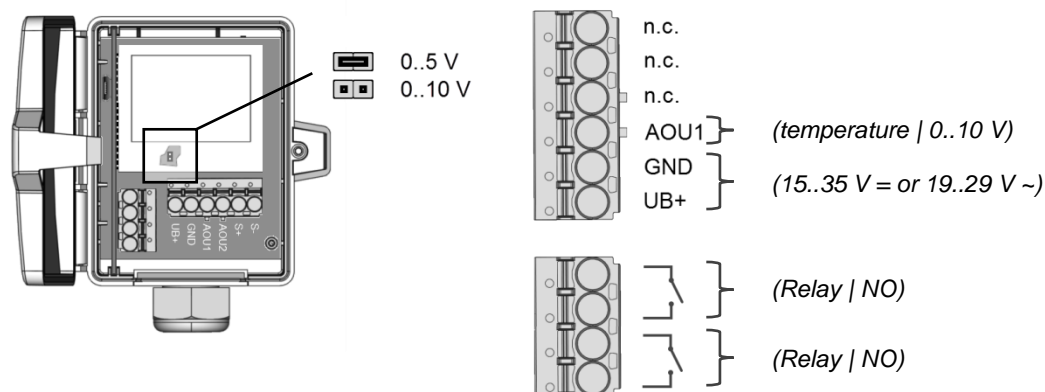 0..5 V
0..10 V
UB+
GND
AOU1
AOU2
S+
S-
n.c.
n.c.
n.c.
AOU1 (temperature | 0..10 V)
GND
UB+
(15..35 V = or 19..29 V ~)
(Relay | NO)
(Relay | NO)